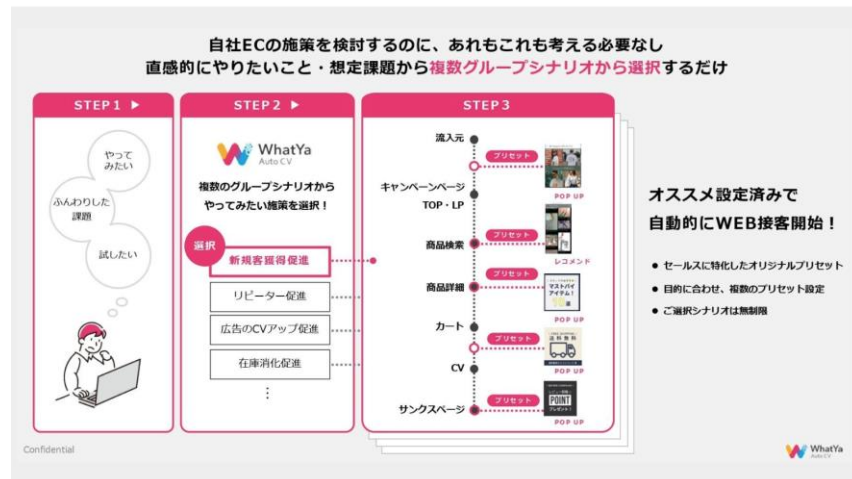 自社ECの施策を検討するのに、あれもこれも考える必要なし
直感的にやりたいこと・想定課題から複数グループシナリオから選択するだけ
STEP1 ▶
やって
みたい
ふんわりした
課題
試したい
STEP2 ▶
WhatYa
Auto CV
複数のグループシナリオから
やってみたい施策を選択！
選択
新規客獲得促進
リピーター促進
広告のCVアップ促進
在庫消化促進
⋮
STEP3
流入元
プリセット
POP UP
キャンペーンページ
TOP・LP
商品検索
プリセット
レコメンド
商品詳細
プリセット
マストバイ
アイテム！
POP UP
カート
プリセット
送料無料
POP UP
CV
サンクスページ
プリセット
POINT
プレゼント！
POP UP
オススメ設定済みで
自動的にWEB接客開始！
● セールスに特化したオリジナルプリセット
● 目的に合わせ、複数のプリセット設定
● ご選択シナリオは無制限
Confidential
WhatYa
Auto CV